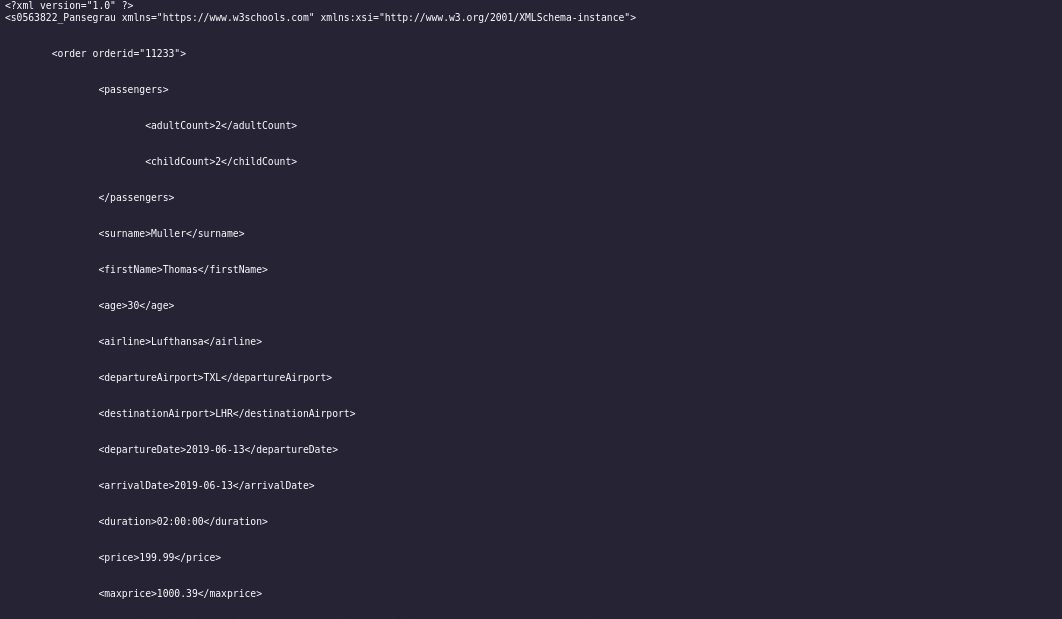 <?xml version="1.0" ?>
<s0563822_Pansegrau xmlns="https://www.w3schools.com" xmlns:xsi="http://www.w3.org/2001/XMLSchema-instance">
<order orderid="11233">
<passengers>
<adultCount>2</adultCount>
<childCount>2</childCount>
</passengers>
<surname>Muller</surname>
<firstName>Thomas</firstName>
<age>30</age>
<airline>Lufthansa</airline>
<departureAirport>TXL</departureAirport>
<destinationAirport>LHR</destinationAirport>
<departureDate>2019-06-13</departureDate>
<arrivalDate>2019-06-13</arrivalDate>
<duration>02:00:00</duration>
<price>199.99</price>
<maxprice>1000.39</maxprice>